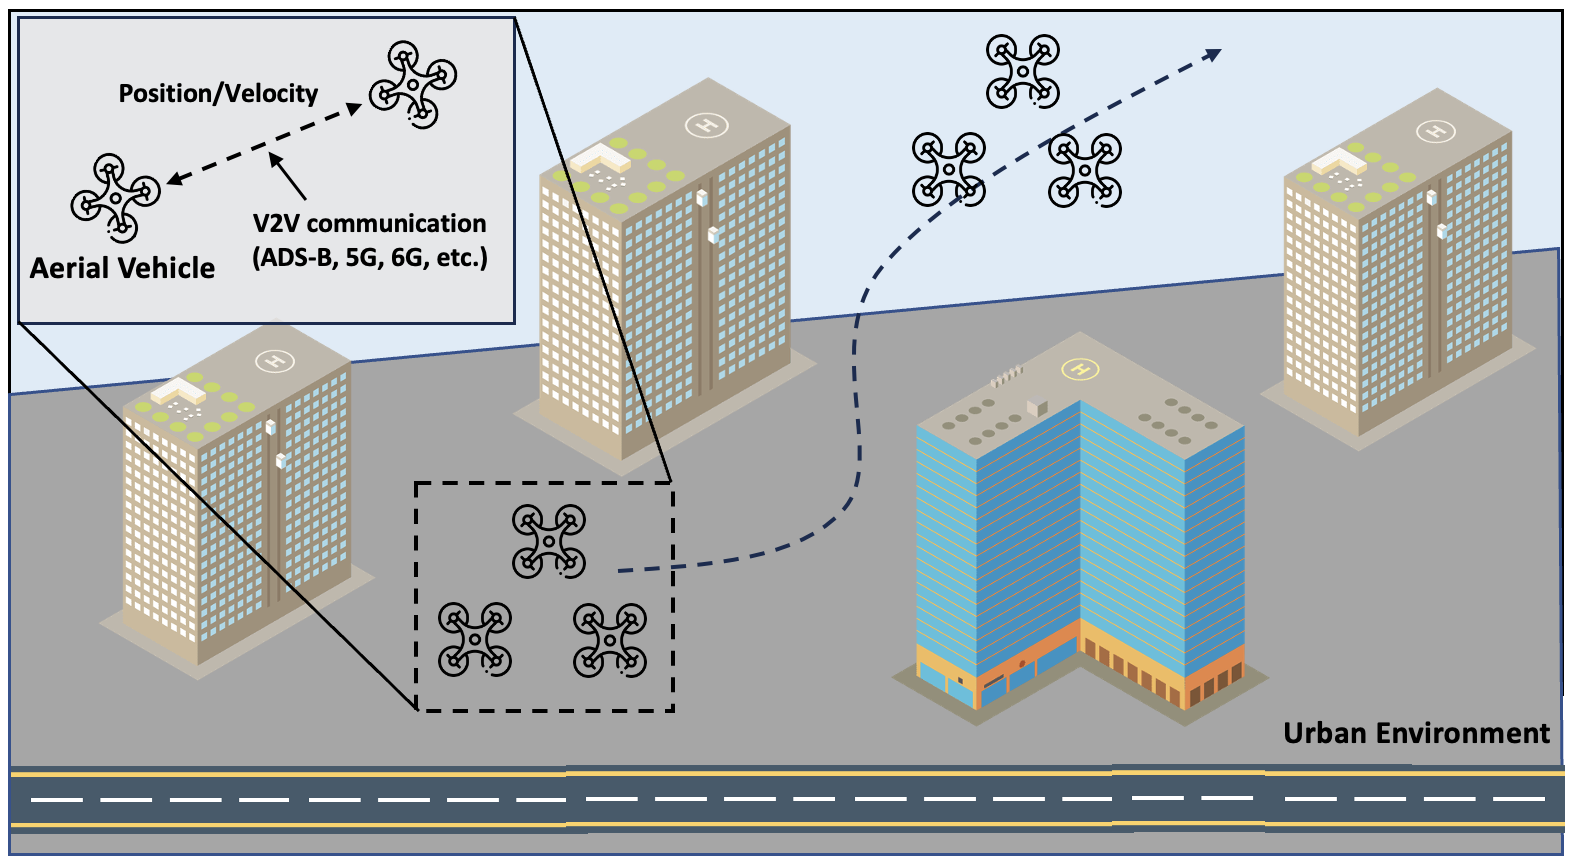 Position/Velocity
V2V communication
(ADS-B, 5G, 6G, etc.)
Aerial Vehicle
H
H
H
H
Urban Environment